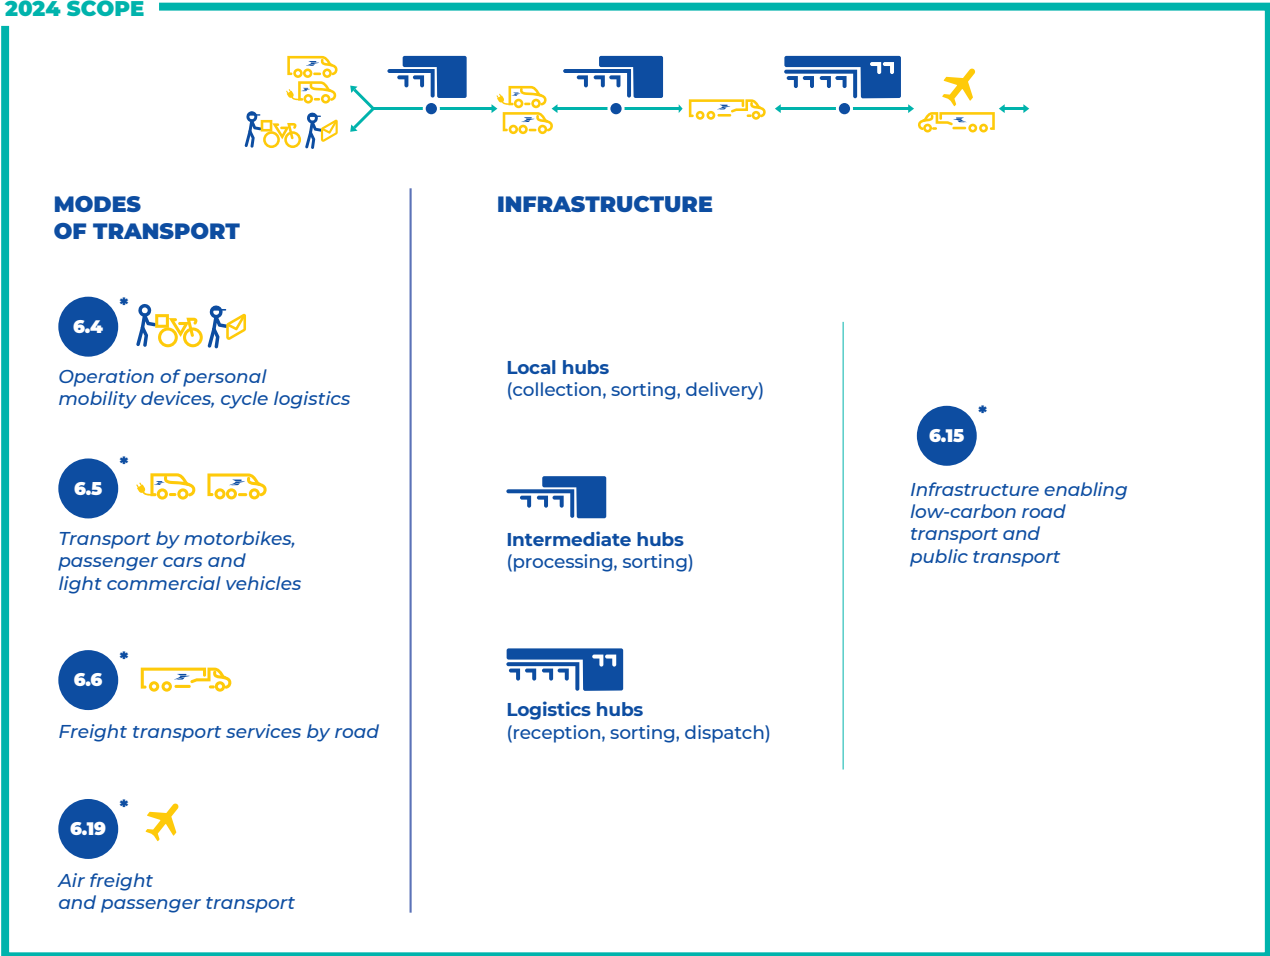 2024 SCOPE
MODES
OF TRANSPORT
6.4 *
Operation of personal
mobility devices, cycle logistics
6.5 *
Transport by motorbikes,
passenger cars and
light commercial vehicles
6.6 *
Freight transport services by road
6.19 *
Air freight
and passenger transport
INFRASTRUCTURE
Local hubs
(collection, sorting, delivery)
Intermediate hubs
(processing, sorting)
Logistics hubs
(reception, sorting, dispatch)
6.15 *
Infrastructure enabling
low-carbon road
transport and
public transport